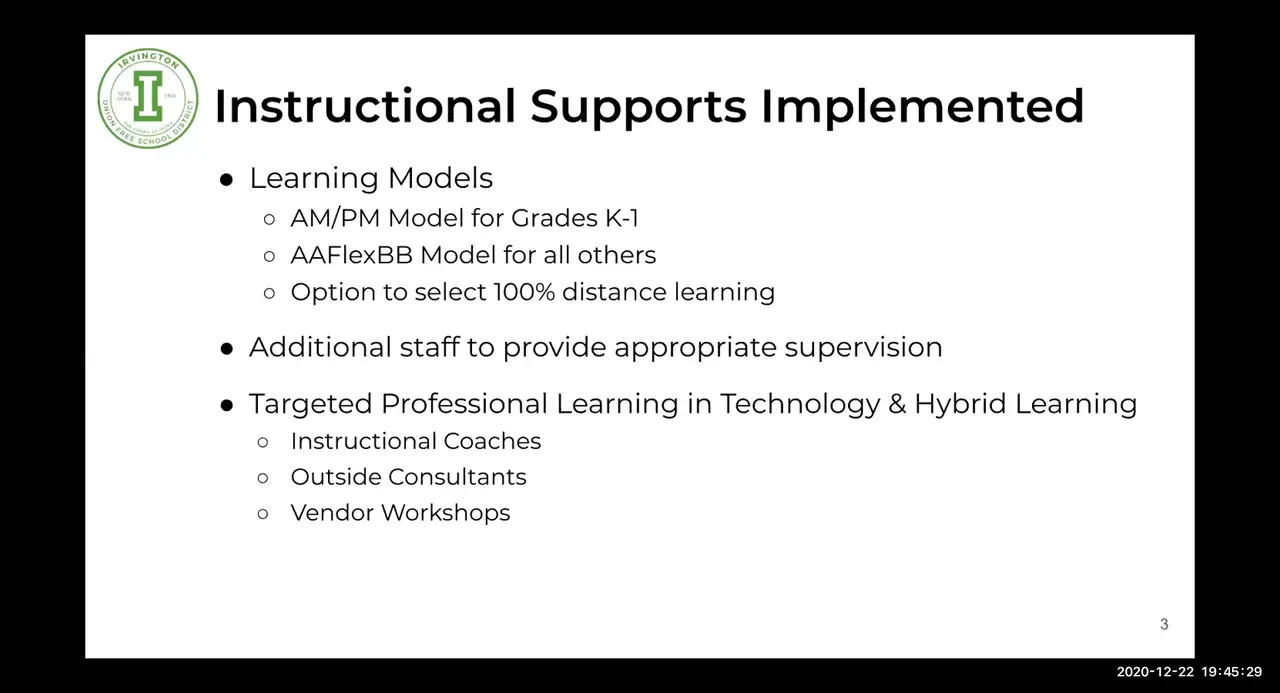 IRVINGTON
UNION FREE SCHOOL DISTRICT
I
Instructional Supports Implemented
● Learning Models
○ AM/PM Model for Grades K-1
○ AAFlexBB Model for all others
○ Option to select 100% distance learning
● Additional staff to provide appropriate supervision
● Targeted Professional Learning in Technology & Hybrid Learning
○ Instructional Coaches
○ Outside Consultants
○ Vendor Workshops
3
2020-12-22 19:45:29